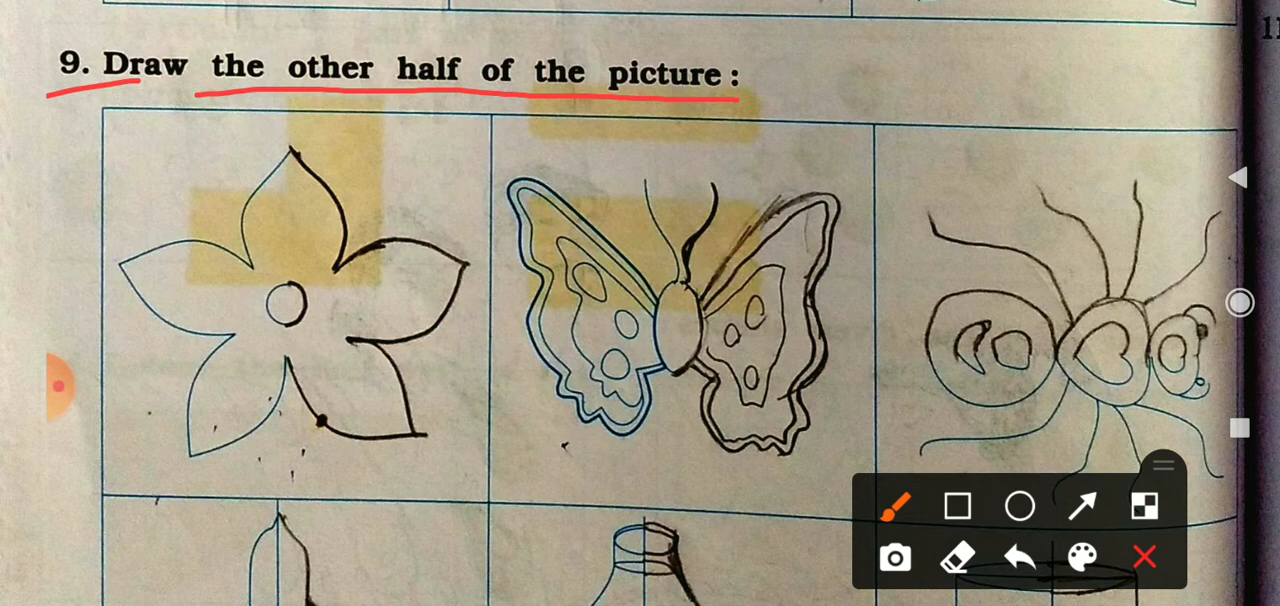 9. Draw the other half of the picture :